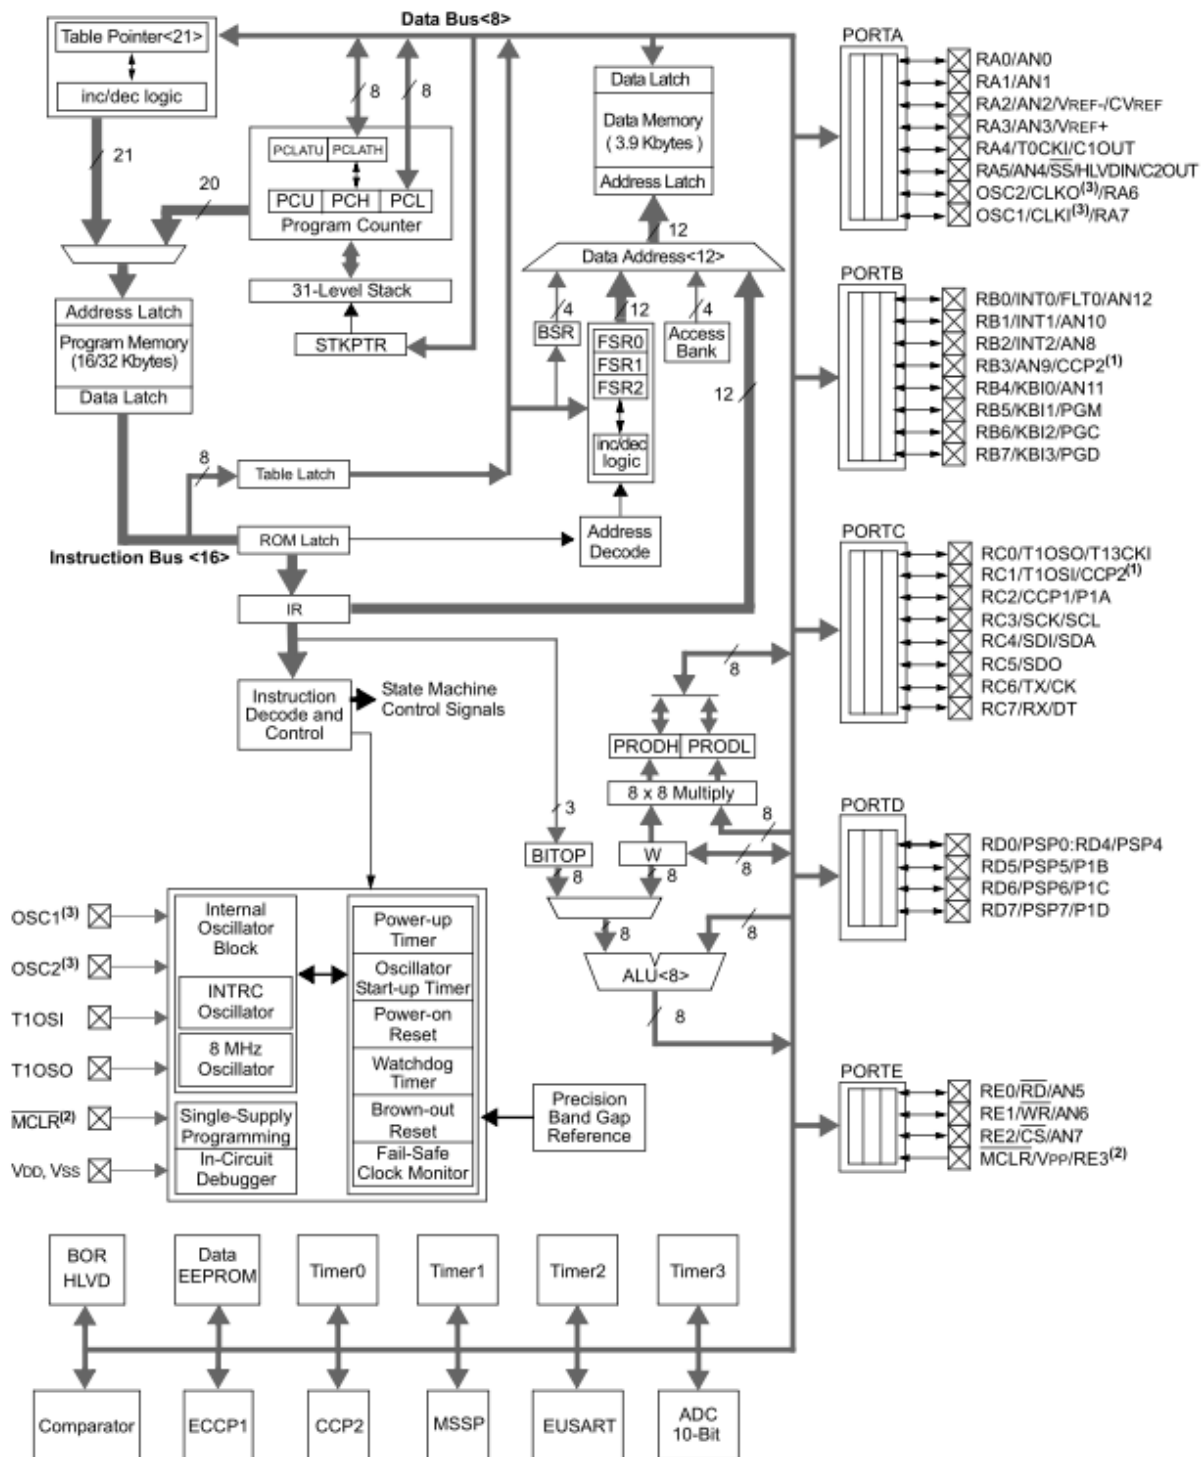 Data Bus<8>
Table Pointer<21>
inc/dec logic
21
20
8
8
PCLATU PCLATH
PCU PCH PCL
Program Counter
31-Level Stack
STKPTR
Address Latch
Program Memory
(16/32 Kbytes)
Data Latch
8
Table Latch
ROM Latch
Instruction Bus <16>
IR
Data Latch
Data Memory
( 3.9 Kbytes )
Address Latch
12
Data Address<12>
4
12
4
BSR
FSR0
FSR1
FSR2
Access
Bank
12
inc/dec
logic
Address
Decode
Instruction
Decode and
Control
State Machine
Control Signals
8
PRODH PRODL
8 x 8 Multiply
3
8
BITOP
W
8
8
8
8
8
ALU<8>
8
OSC1(3)
OSC2(3)
T1OSI
T1OSO
M̅C̅L̅R̅(2)
VDD, VSS
Internal
Oscillator
Block
INTRC
Oscillator
8 MHz
Oscillator
Single-Supply
Programming
In-Circuit
Debugger
Power-up
Timer
Oscillator
Start-up Timer
Power-on
Reset
Watchdog
Timer
Brown-out
Reset
Fail-Safe
Clock Monitor
Precision
Band Gap
Reference
BOR
HLVD
Data
EEPROM
Timer0
Timer1
Timer2
Timer3
Comparator
ECCP1
CCP2
MSSP
EUSART
ADC
10-Bit
PORTA
RA0/AN0
RA1/AN1
RA2/AN2/VREF-/CVREF
RA3/AN3/VREF+
RA4/T0CKI/C1OUT
RA5/AN4/S̅S̅/HLVDIN/C2OUT
OSC2/CLKO(3)/RA6
OSC1/CLKI(3)/RA7
PORTB
RB0/INT0/FLT0/AN12
RB1/INT1/AN10
RB2/INT2/AN8
RB3/AN9/CCP2(1)
RB4/KBI0/AN11
RB5/KBI1/PGM
RB6/KBI2/PGC
RB7/KBI3/PGD
PORTC
RC0/T1OSO/T13CKI
RC1/T1OSI/CCP2(1)
RC2/CCP1/P1A
RC3/SCK/SCL
RC4/SDI/SDA
RC5/SDO
RC6/TX/CK
RC7/RX/DT
PORTD
RD0/PSP0:RD4/PSP4
RD5/PSP5/P1B
RD6/PSP6/P1C
RD7/PSP7/P1D
PORTE
RE0/R̅D̅/AN5
RE1/W̅R̅/AN6
RE2/C̅S̅/AN7
M̅C̅L̅R̅/VPP/RE3(2)